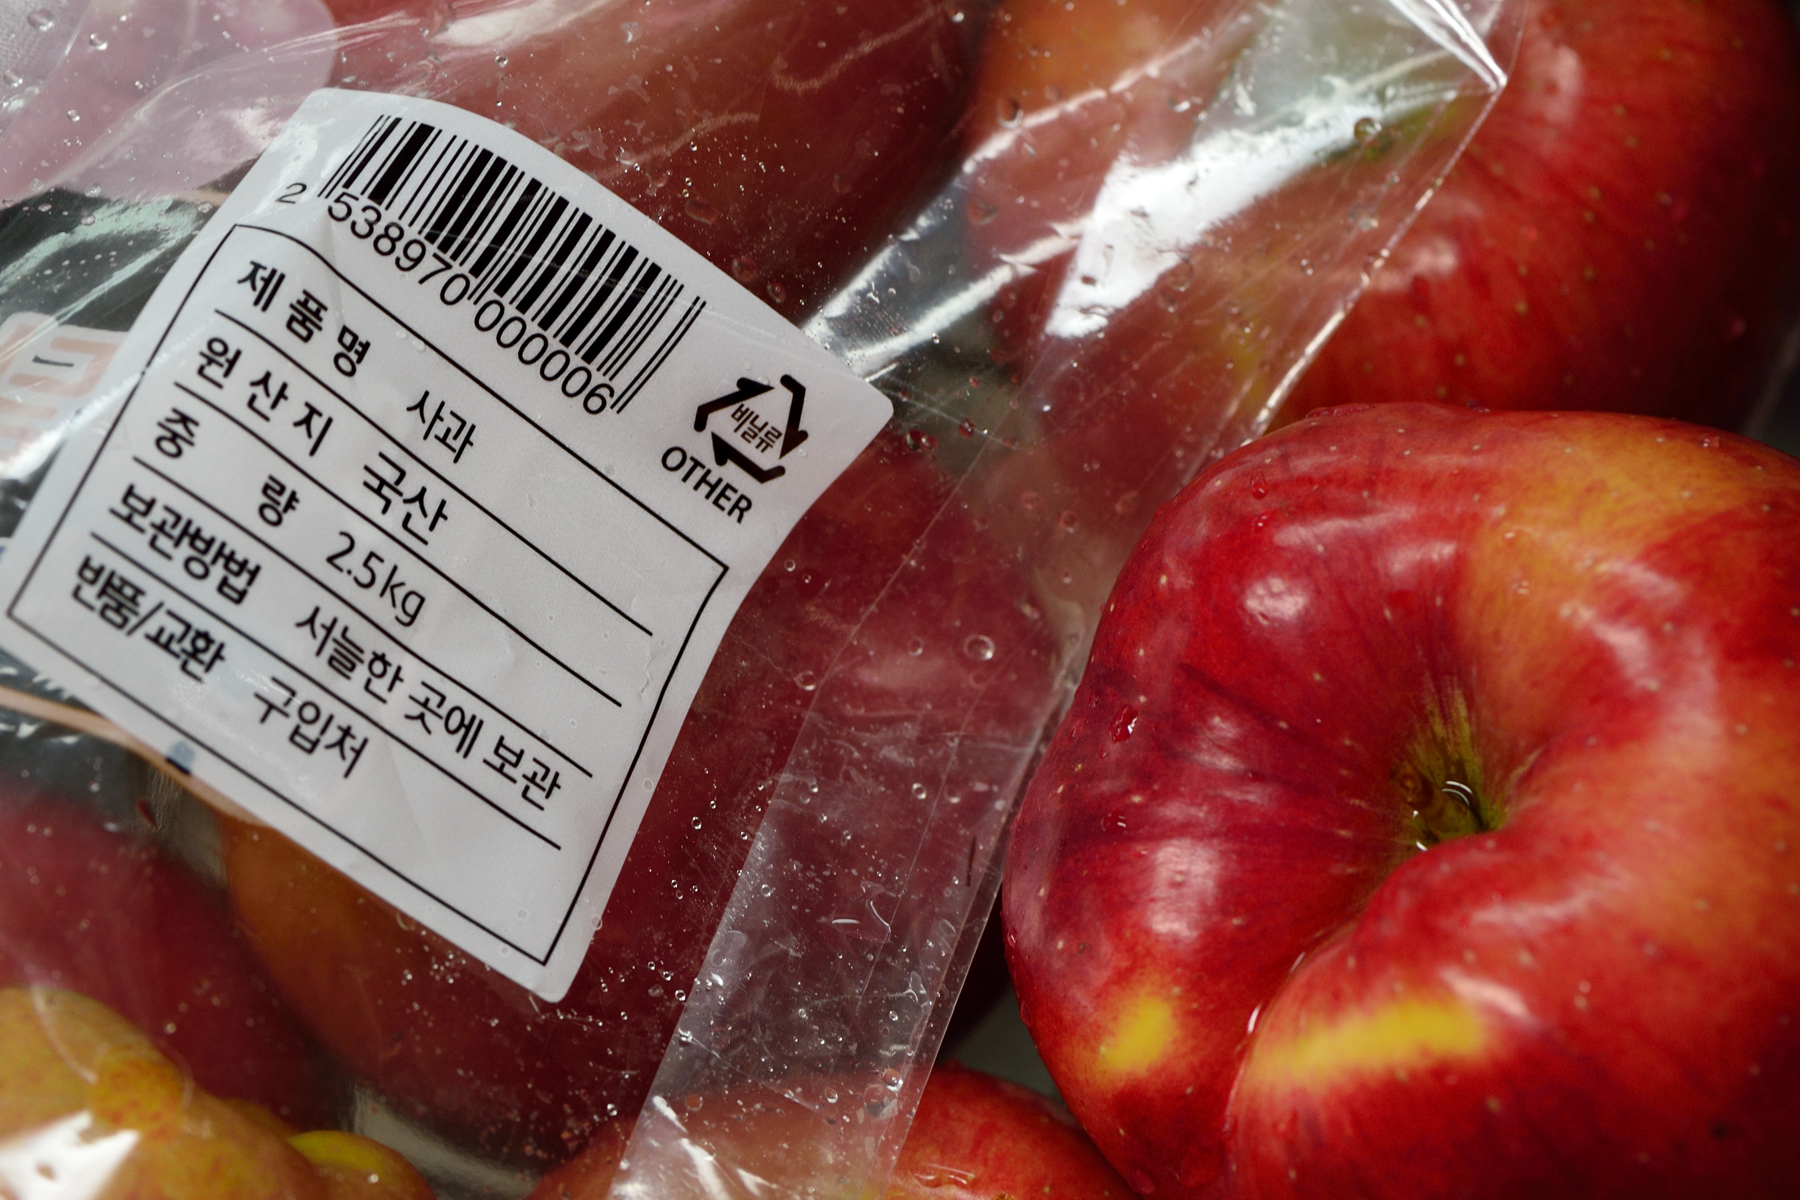 2 538970 000006
비닐류
OTHER
제품명 사과
원산지 국산
중량 2.5kg
보관방법 서늘한 곳에 보관
반품/교환 구입처